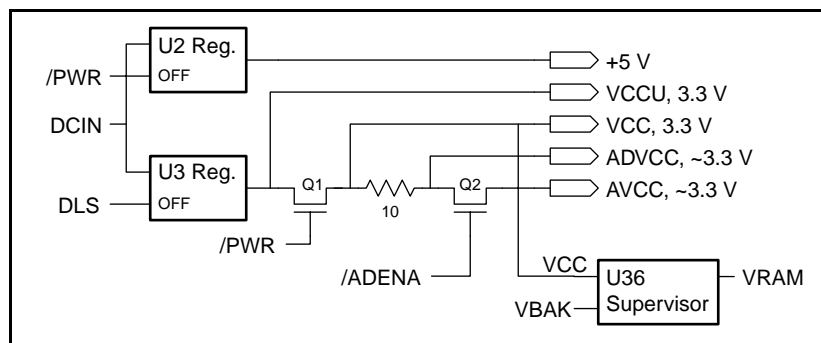 U2 Reg.
OFF
/PWR
+5 V
VCCU, 3.3 V
DCIN
VCC, 3.3 V
ADVCC, ~3.3 V
U3 Reg.
OFF
Q1
Q2
AVCC, ~3.3 V
DLS
10
/PWR
/ADENA
VCC
U36
Supervisor
VRAM
VBAK